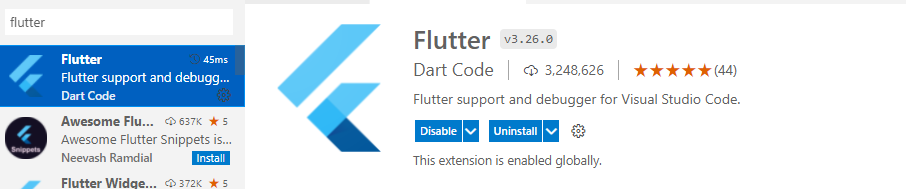 flutter
Flutter
45ms
Flutter support and debugg...
Dart Code
Awesome Flu... 637K ★ 5
Awesome Flutter Snippets is...
Neevash Ramdial
Install
Snippets
Flutter Widge... 372K ★ 5
Flutter v3.26.0
Dart Code | 3,248,626 | ★★★★★(44)
Flutter support and debugger for Visual Studio Code.
Disable Uninstall
This extension is enabled globally.